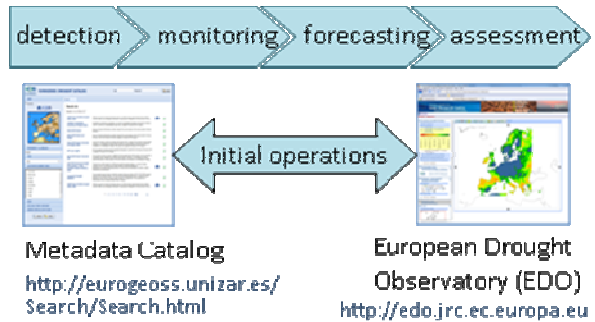 detection monitoring forecasting assessment
Initial operations
Metadata Catalog
http://eurogeoss.unizar.es/
Search/Search.html
European Drought
Observatory (EDO)
http://edo.jrc.ec.europa.eu